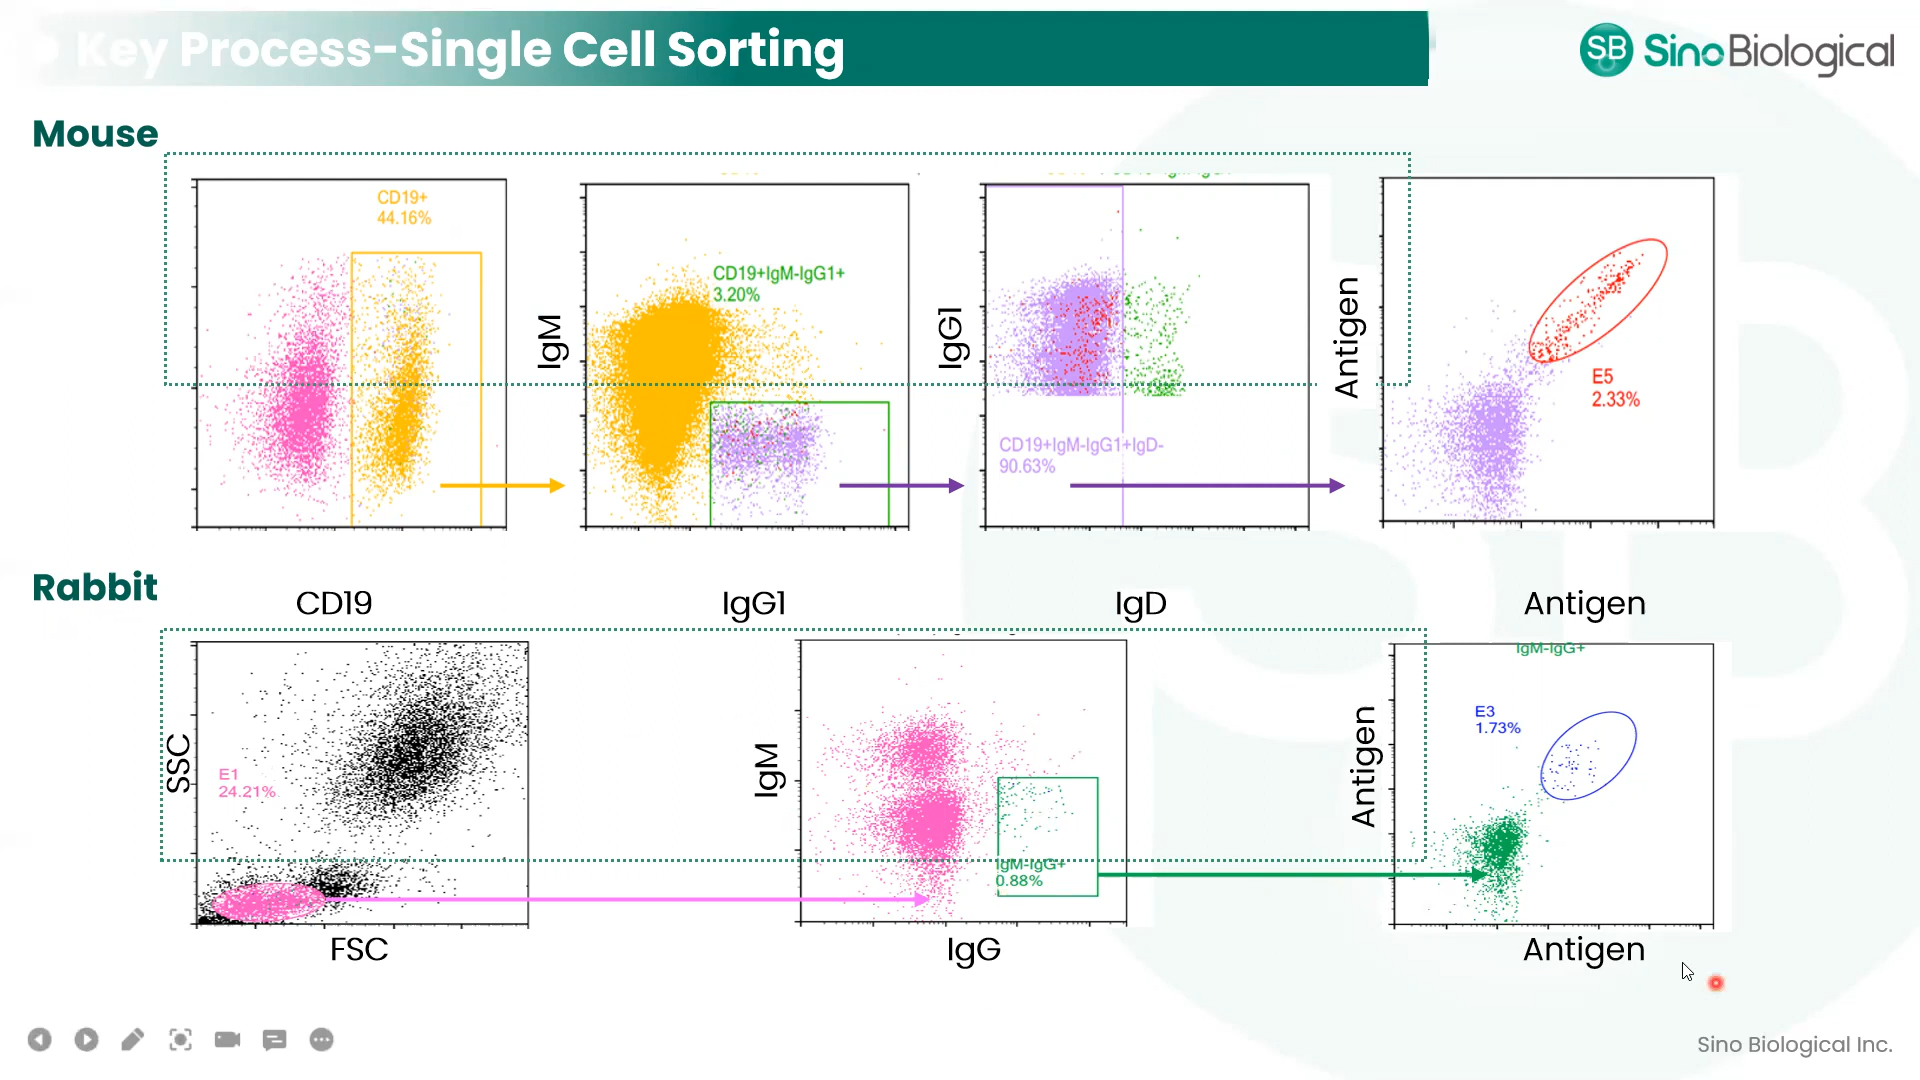 Key Process-Single Cell Sorting
SB SinoBiological
Mouse
CD19+
44.16%
IgM
CD19+IgM-IgG1+
3.20%
IgG1
CD19+IgM-IgG1+IgD-
90.63%
Antigen
E5
2.33%
Rabbit
CD19
IgG1
IgD
Antigen
SSC
E1
24.21%
FSC
IgM
IgM-IgG+
0.88%
IgG
Antigen
IgM-IgG+
E3
1.73%
Antigen
Sino Biological Inc.